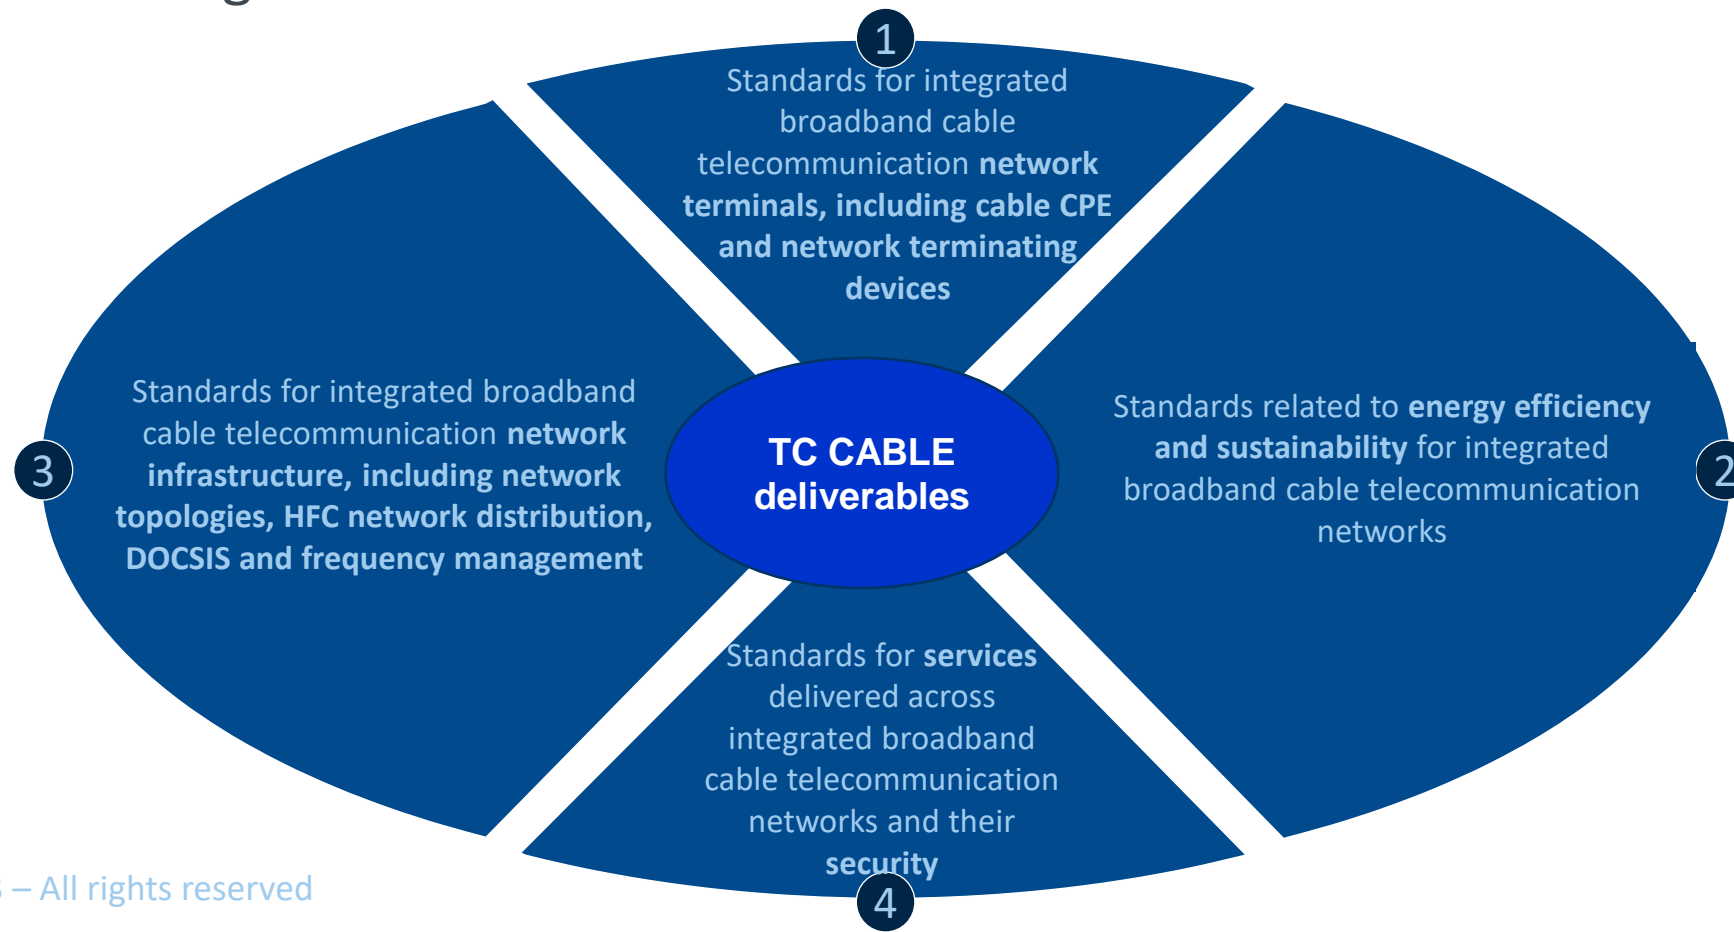 1
Standards for integrated
broadband cable
telecommunication network
terminals, including cable CPE
and network terminating
devices
Standards for integrated broadband
cable telecommunication network
infrastructure, including network
topologies, HFC network distribution,
DOCSIS and frequency management
3
TC CABLE
deliverables
Standards related to energy efficiency
and sustainability for integrated
broadband cable telecommunication
networks
2
Standards for services
delivered across
integrated broadband
cable telecommunication
networks and their
security
4
– All rights reserved